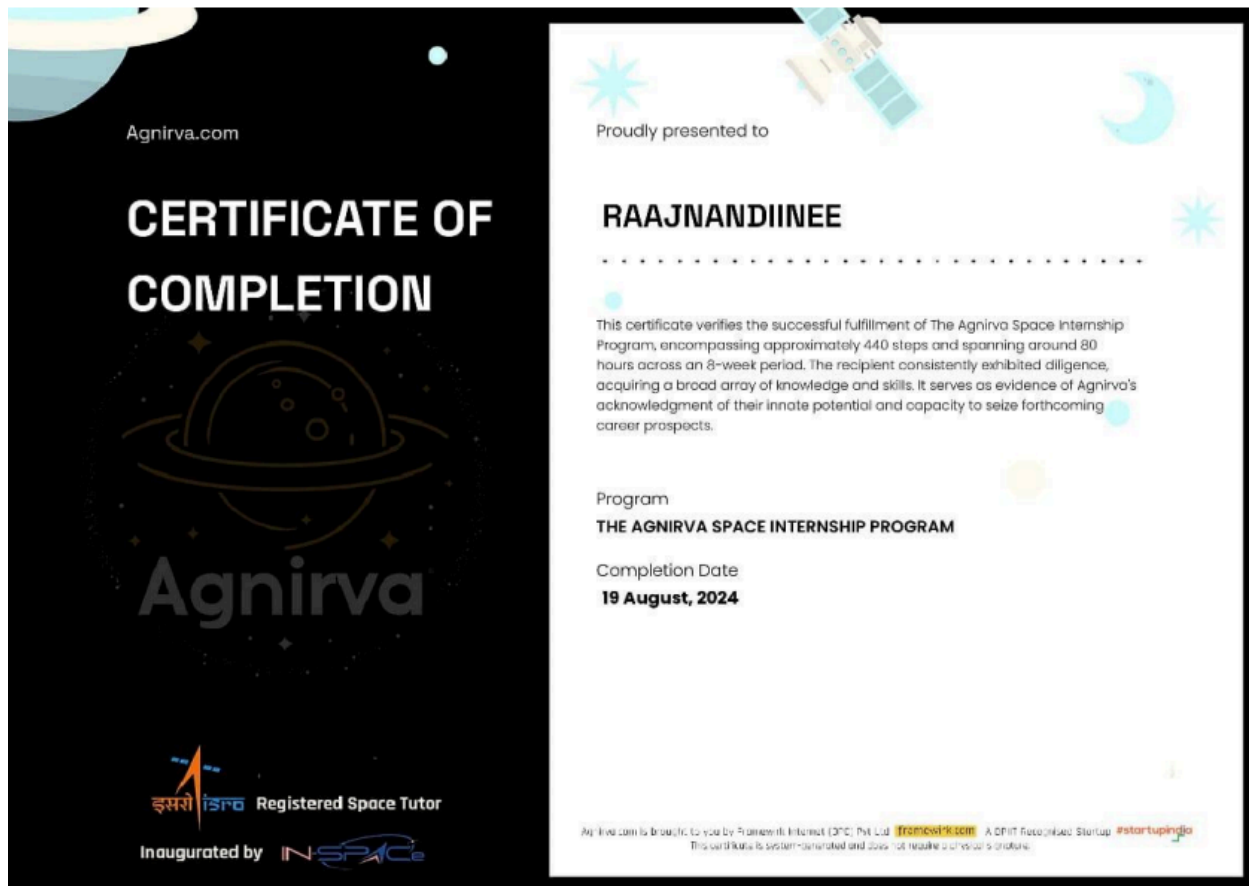 Agnirva.com
CERTIFICATE OF
COMPLETION
Agnirva
इसरो isro Registered Space Tutor
Inaugurated by IN-SPACe
Proudly presented to
RAAJNANDIINEE
This certificate verifies the successful fulfillment of The Agnirva Space Internship
Program, encompassing approximately 440 steps and spanning around 80
hours across an 8-week period. The recipient consistently exhibited diligence,
acquiring a broad array of knowledge and skills. It serves as evidence of Agnirva's
acknowledgment of their innate potential and capacity to seize forthcoming
career prospects.
Program
THE AGNIRVA SPACE INTERNSHIP PROGRAM
Completion Date
19 August, 2024
Agnirva.com is brought to you by Framewirk Internet (OPC) Pvt Ltd framewirk.com A DPIIT Recognised Startup #startupindia
This certificate is system-generated and does not require a physical signature.